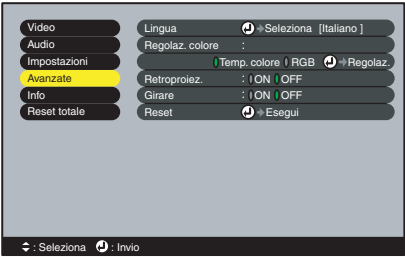 Video
Audio
Impostazioni
Avanzate
Info
Reset totale
Lingua Seleziona [Italiano ]
Regolaz. colore :
Temp. colore RGB Regolaz.
Retroproiez. : ON OFF
Girare : ON OFF
Reset Esegui
: Seleziona : Invio